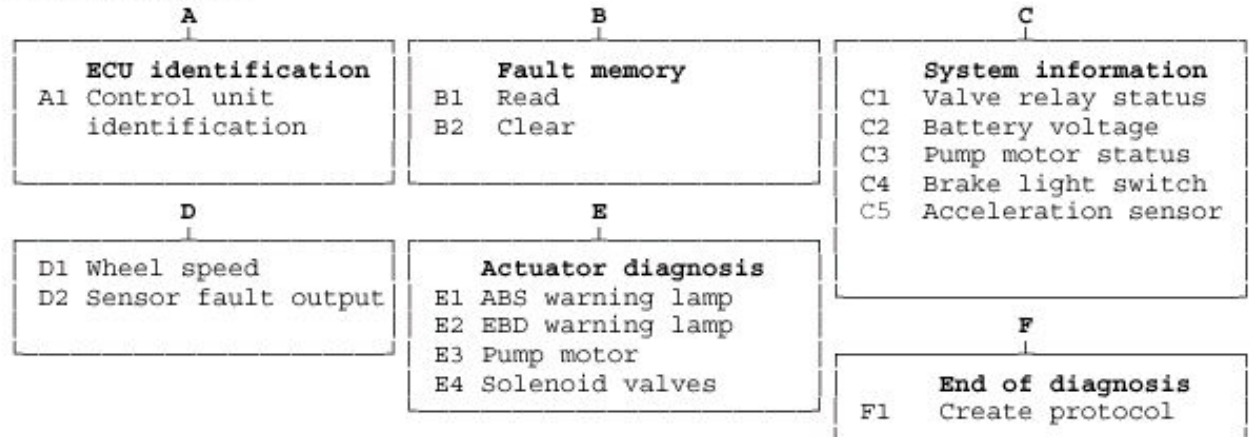 A
ECU identification
A1 Control unit
identification
B
Fault memory
B1 Read
B2 Clear
C
System information
C1 Valve relay status
C2 Battery voltage
C3 Pump motor status
C4 Brake light switch
C5 Acceleration sensor
D
D1 Wheel speed
D2 Sensor fault output
E
Actuator diagnosis
E1 ABS warning lamp
E2 EBD warning lamp
E3 Pump motor
E4 Solenoid valves
F
End of diagnosis
F1 Create protocol